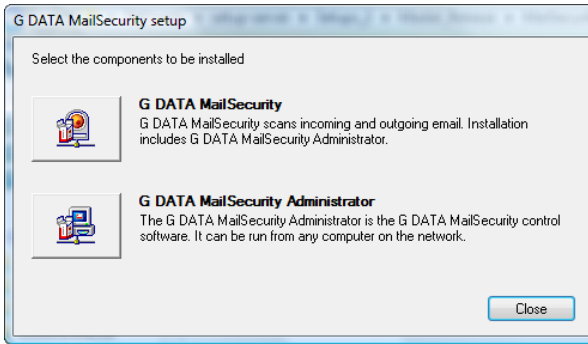 G DATA MailSecurity setup
Select the components to be installed
G DATA MailSecurity
G DATA MailSecurity scans incoming and outgoing email. Installation
includes G DATA MailSecurity Administrator.
G DATA MailSecurity Administrator
The G DATA MailSecurity Administrator is the G DATA MailSecurity control
software. It can be run from any computer on the network.
Close